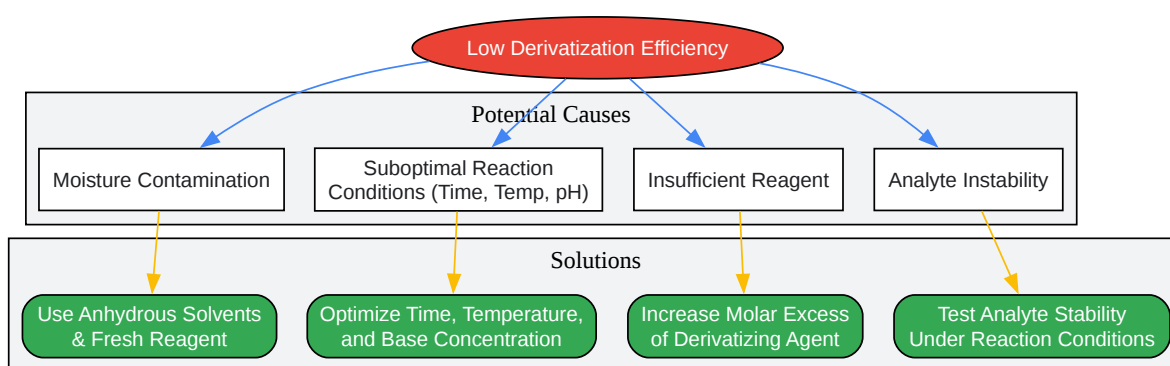 Low Derivatization Efficiency
Potential Causes
Moisture Contamination
Suboptimal Reaction
Conditions (Time, Temp, pH)
Insufficient Reagent
Analyte Instability
Solutions
Use Anhydrous Solvents
& Fresh Reagent
Optimize Time, Temperature,
and Base Concentration
Increase Molar Excess
of Derivatizing Agent
Test Analyte Stability
Under Reaction Conditions